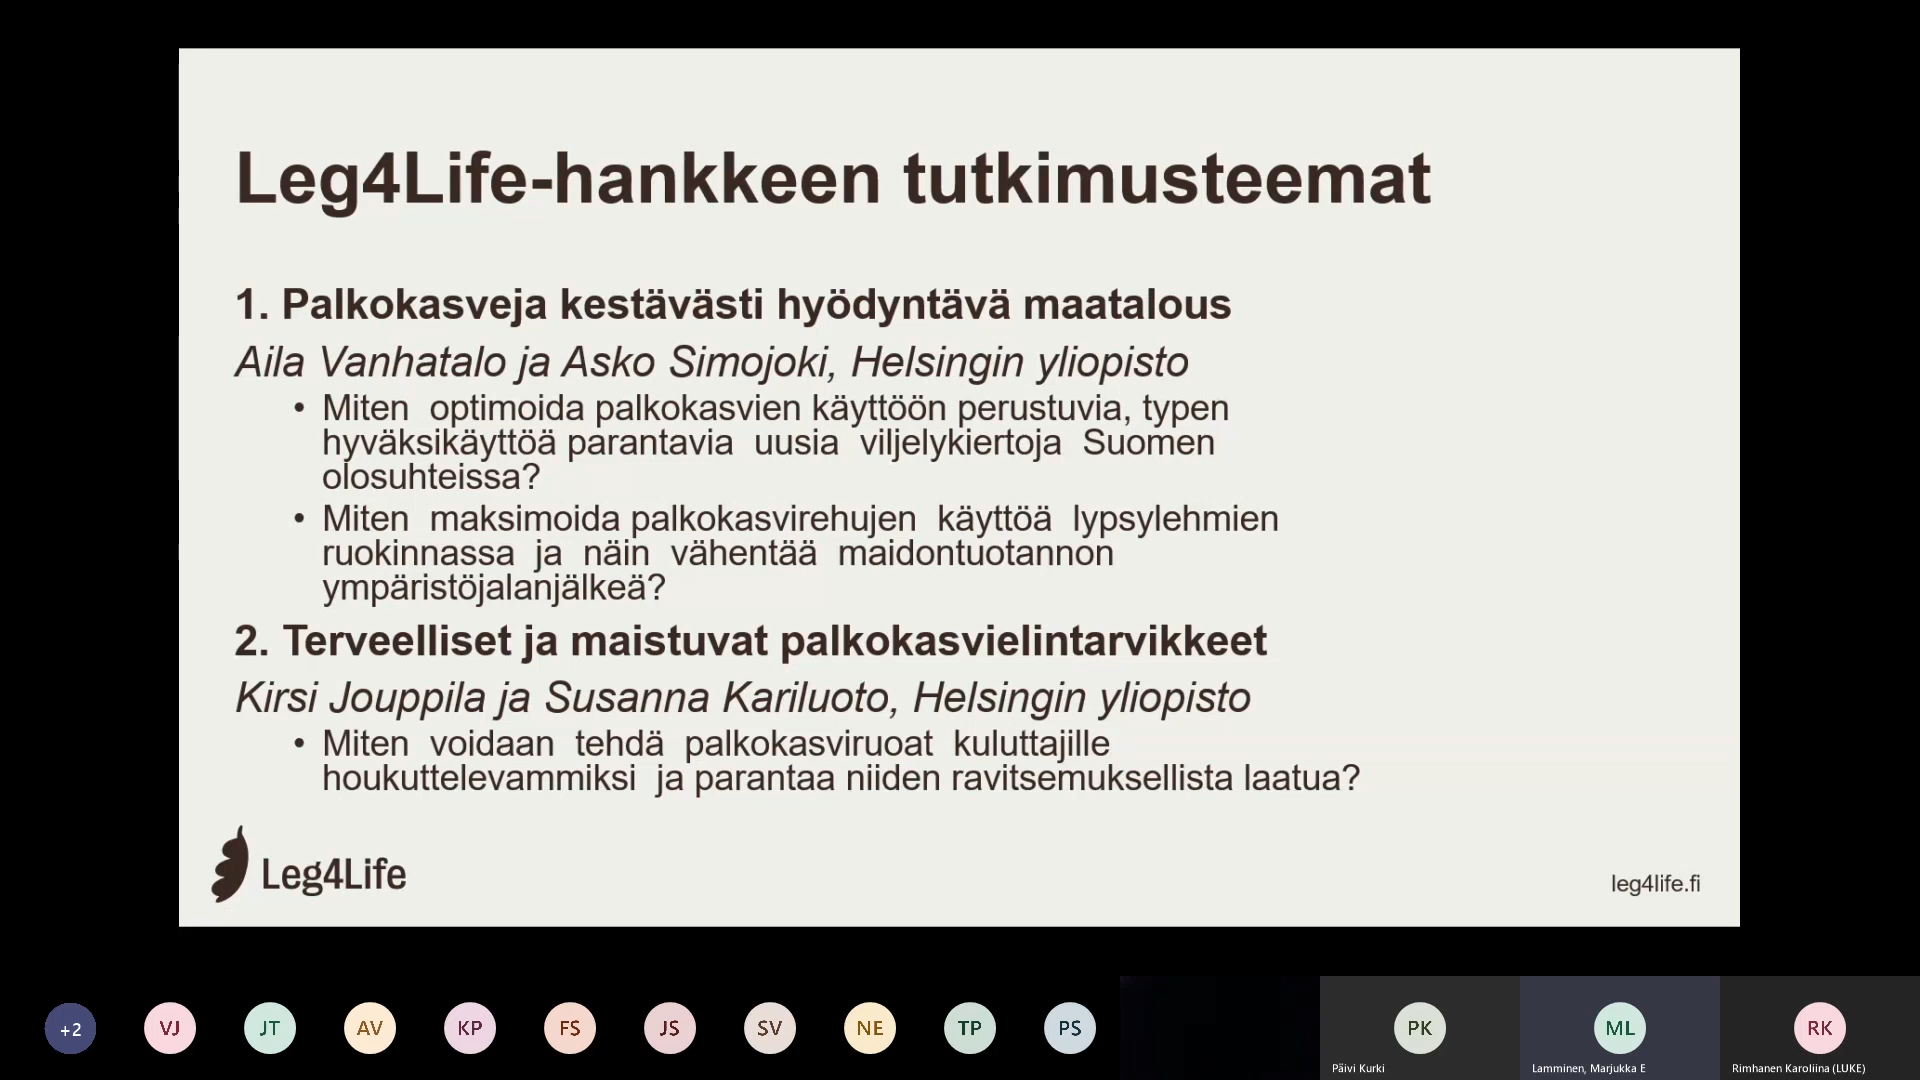 Leg4Life-hankkeen tutkimusteemat
1. Palkokasveja kestävästi hyödyntävä maatalous
Aila Vanhatalo ja Asko Simojoki, Helsingin yliopisto
• Miten optimoida palkokasvien käyttöön perustuvia, typen
hyväksikäyttöä parantavia uusia viljelykiertoja Suomen
olosuhteissa?
• Miten maksimoida palkokasvirehujen käyttöä lypsylehmien
ruokinnassa ja näin vähentää maidontuotannon
ympäristöjalanjälkeä?
2. Terveelliset ja maistuvat palkokasvielintarvikkeet
Kirsi Jouppila ja Susanna Kariluoto, Helsingin yliopisto
• Miten voidaan tehdä palkokasviruoat kuluttajille
houkuttelevammiksi ja parantaa niiden ravitsemuksellista laatua?
Leg4Life
leg4life.fi
+2 VJ JT AV KP FS JS SV NE TP PS PK ML RK
Päivi Kurki Lamminen, Marjukka E Rimhanen Karoliina (LUKE)